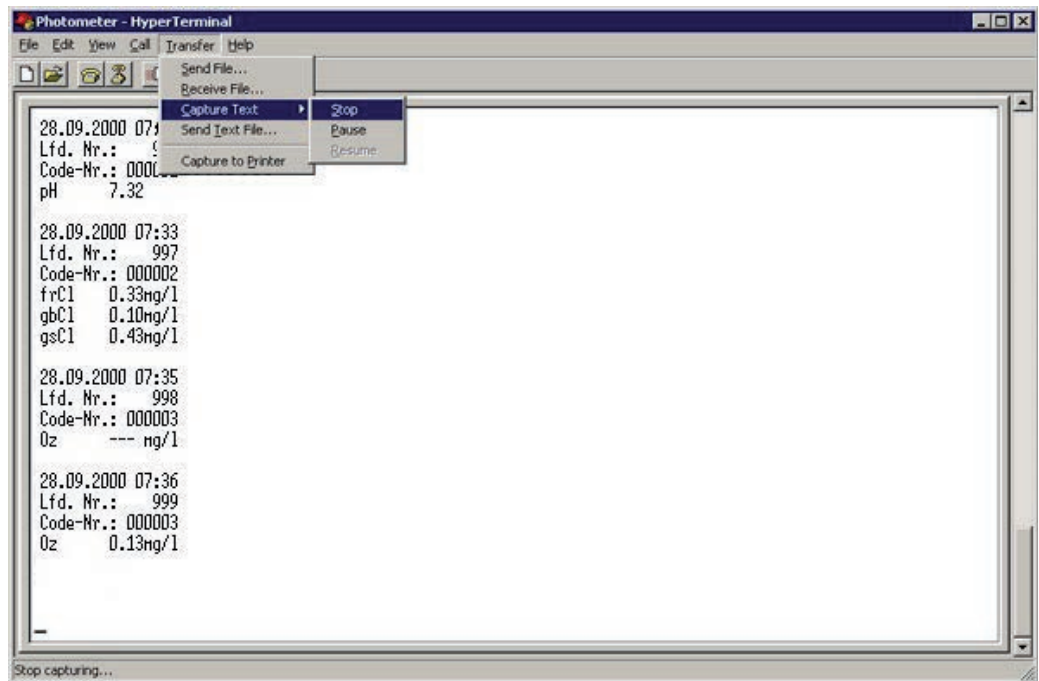 Photometer - HyperTerminal
File Edit View Call Transfer Help
Send File...
Receive File...
Capture Text
Send Text File...
Capture to Printer
Stop
Pause
Resume
28.09.2000
Lfd. Nr.:
Code-Nr.:
pH 7.32
28.09.2000 07:33
Lfd. Nr.: 997
Code-Nr.: 000002
frCl 0.33mg/l
gbCl 0.10mg/l
gsCl 0.43mg/l
28.09.2000 07:35
Lfd. Nr.: 998
Code-Nr.: 000003
Oz --- mg/l
28.09.2000 07:36
Lfd. Nr.: 999
Code-Nr.: 000003
Oz 0.13mg/l
Stop capturing...